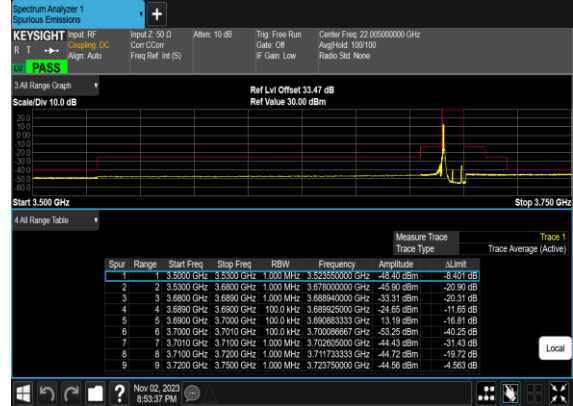 Spectrum Analyzer 1
Spurious Emissions
KEYSIGHT Input: RF Input Z: 50 Ω Atten: 10 dB Trig: Free Run Center Freq: 22.005000000 GHz
R T Coupling: DC Corr CCorr Gate: Off Avg|Hold: 100/100
Align: Auto Freq Ref: Int (S) IF Gain: Low Radio Std: None
LW PASS
3 All Range Graph
Ref Lvl Offset 33.47 dB
Scale/Div 10.0 dB Ref Value 30.00 dBm
20.0
10.0
0.00
-10.0
-20.0
-30.0
-40.0
-50.0
-60.0
Start 3.500 GHz Stop 3.750 GHz
4 All Range Table
Measure Trace Trace 1
Trace Type Trace Average (Active)
Spur Range Start Freq Stop Freq RBW Frequency Amplitude ΔLimit
1 1 3.5000 GHz 3.5300 GHz 1.000 MHz 3.523550000 GHz -48.40 dBm -8.401 dB
2 2 3.5300 GHz 3.6800 GHz 1.000 MHz 3.678000000 GHz -45.90 dBm -20.90 dB
3 3 3.6800 GHz 3.6890 GHz 1.000 MHz 3.688940000 GHz -33.31 dBm -20.31 dB
4 4 3.6890 GHz 3.6900 GHz 100.0 kHz 3.689925000 GHz -24.65 dBm -11.65 dB
5 5 3.6900 GHz 3.7000 GHz 100.0 kHz 3.690883333 GHz 13.19 dBm -16.81 dB
6 6 3.7000 GHz 3.7010 GHz 100.0 kHz 3.700086667 GHz -53.25 dBm -40.25 dB
7 7 3.7010 GHz 3.7100 GHz 1.000 MHz 3.702605000 GHz -44.43 dBm -31.43 dB
8 8 3.7100 GHz 3.7200 GHz 1.000 MHz 3.711733333 GHz -44.72 dBm -19.72 dB
9 9 3.7200 GHz 3.7500 GHz 1.000 MHz 3.723750000 GHz -44.56 dBm -4.563 dB
Local
Nov 02, 2023
8:53:37 PM